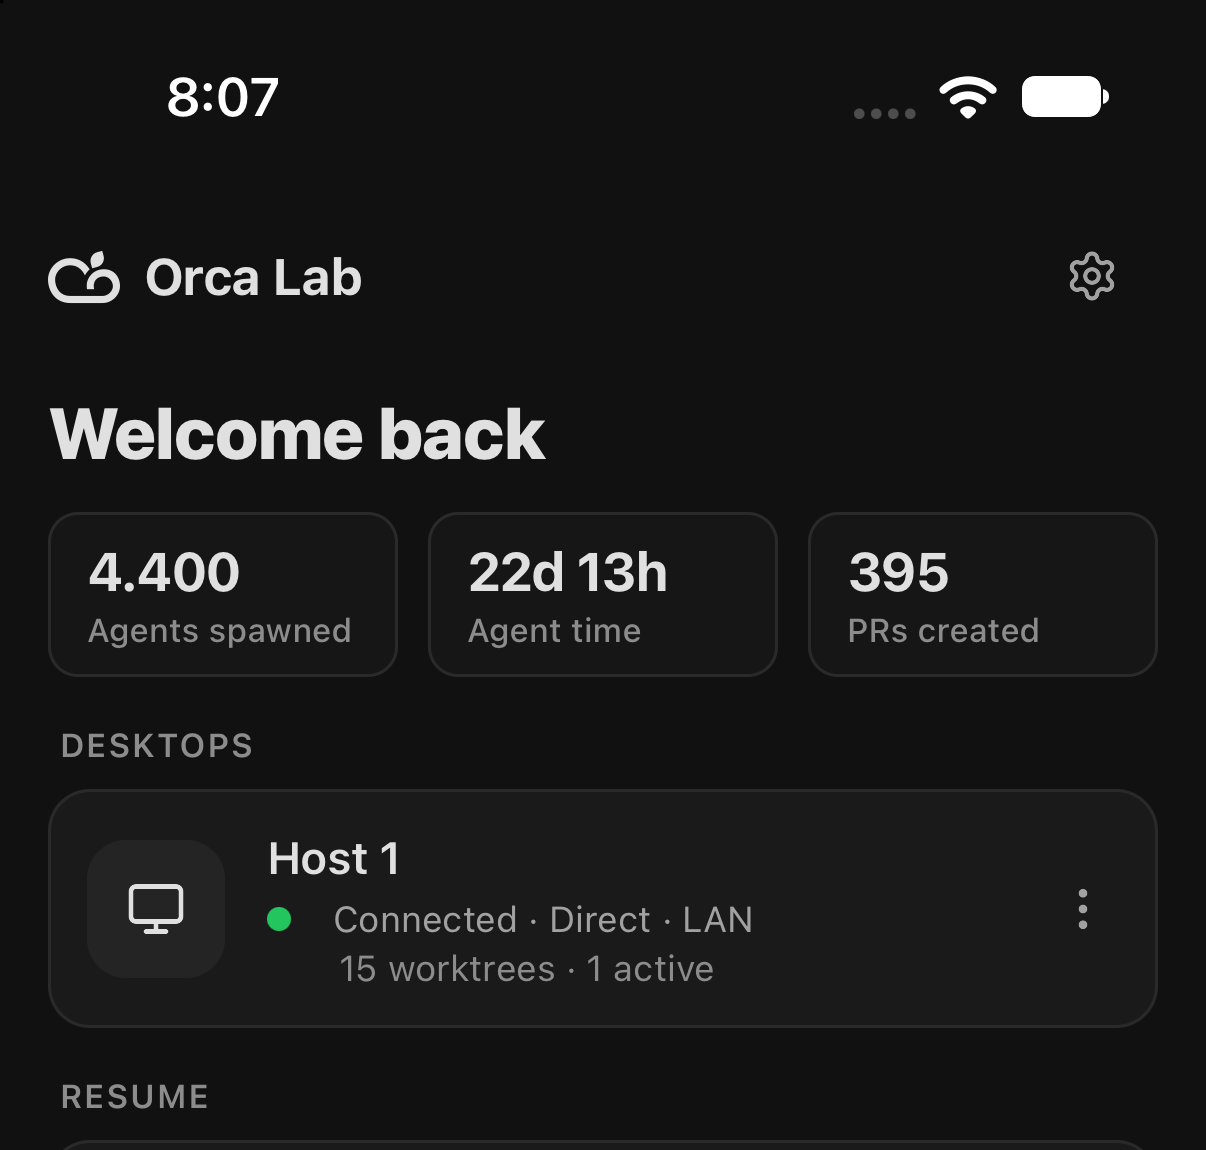 8:07
Orca Lab
Welcome back
4.400
Agents spawned
22d 13h
Agent time
395
PRs created
DESKTOPS
Host 1
Connected · Direct · LAN
15 worktrees · 1 active
RESUME